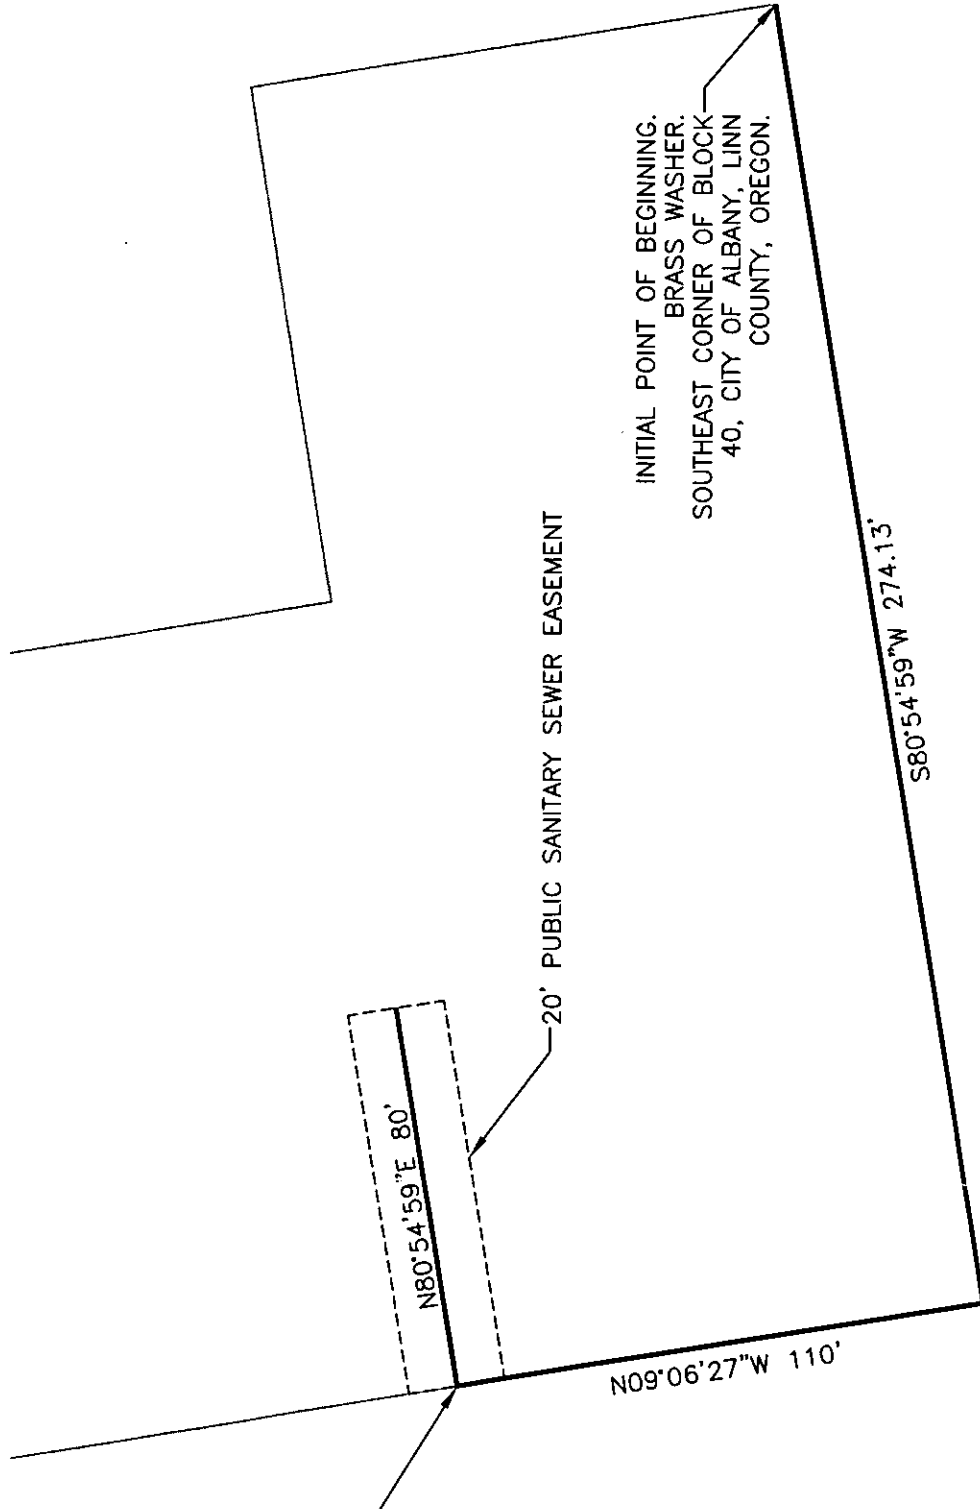 INITIAL POINT OF BEGINNING.
BRASS WASHER.
SOUTHEAST CORNER OF BLOCK
40, CITY OF ALBANY, LINN
COUNTY, OREGON.
20' PUBLIC SANITARY SEWER EASEMENT
N80°54'59"E 80'
S80°54'59"W 274.13'
N09°06'27"W 110'